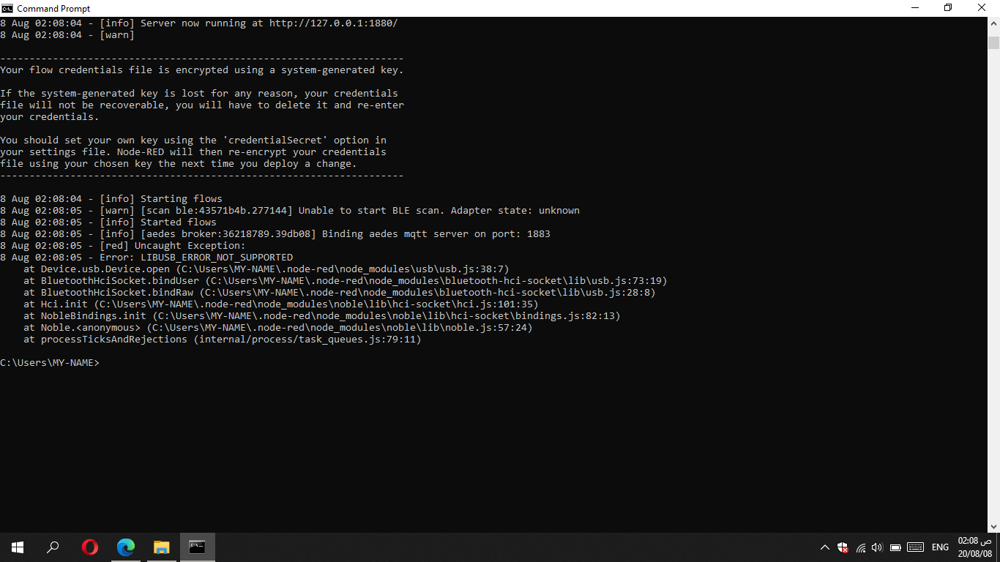 Command Prompt
8 Aug 02:08:04 - [info] Server now running at http://127.0.0.1:1880/
8 Aug 02:08:04 - [warn]
---------------------------------------------------------------------
Your flow credentials file is encrypted using a system-generated key.
If the system-generated key is lost for any reason, your credentials
file will not be recoverable, you will have to delete it and re-enter
your credentials.
You should set your own key using the 'credentialSecret' option in
your settings file. Node-RED will then re-encrypt your credentials
file using your chosen key the next time you deploy a change.
---------------------------------------------------------------------
8 Aug 02:08:04 - [info] Starting flows
8 Aug 02:08:05 - [warn] [scan ble:43571b4b.277144] Unable to start BLE scan. Adapter state: unknown
8 Aug 02:08:05 - [info] Started flows
8 Aug 02:08:05 - [info] [aedes broker:36218789.39db08] Binding aedes mqtt server on port: 1883
8 Aug 02:08:05 - [red] Uncaught Exception:
8 Aug 02:08:05 - Error: LIBUSB_ERROR_NOT_SUPPORTED
    at Device.usb.Device.open (C:\Users\MY-NAME\.node-red\node_modules\usb\usb.js:38:7)
    at BluetoothHciSocket.bindUser (C:\Users\MY-NAME\.node-red\node_modules\bluetooth-hci-socket\lib\usb.js:73:19)
    at BluetoothHciSocket.bindRaw (C:\Users\MY-NAME\.node-red\node_modules\bluetooth-hci-socket\lib\usb.js:28:8)
    at Hci.init (C:\Users\MY-NAME\.node-red\node_modules\noble\lib\hci-socket\hci.js:101:35)
    at NobleBindings.init (C:\Users\MY-NAME\.node-red\node_modules\noble\lib\hci-socket\bindings.js:82:13)
    at Noble.<anonymous> (C:\Users\MY-NAME\.node-red\node_modules\noble\lib\noble.js:57:24)
    at processTicksAndRejections (internal/process/task_queues.js:79:11)
C:\Users\MY-NAME>
ENG
02:08 ص
20/08/08